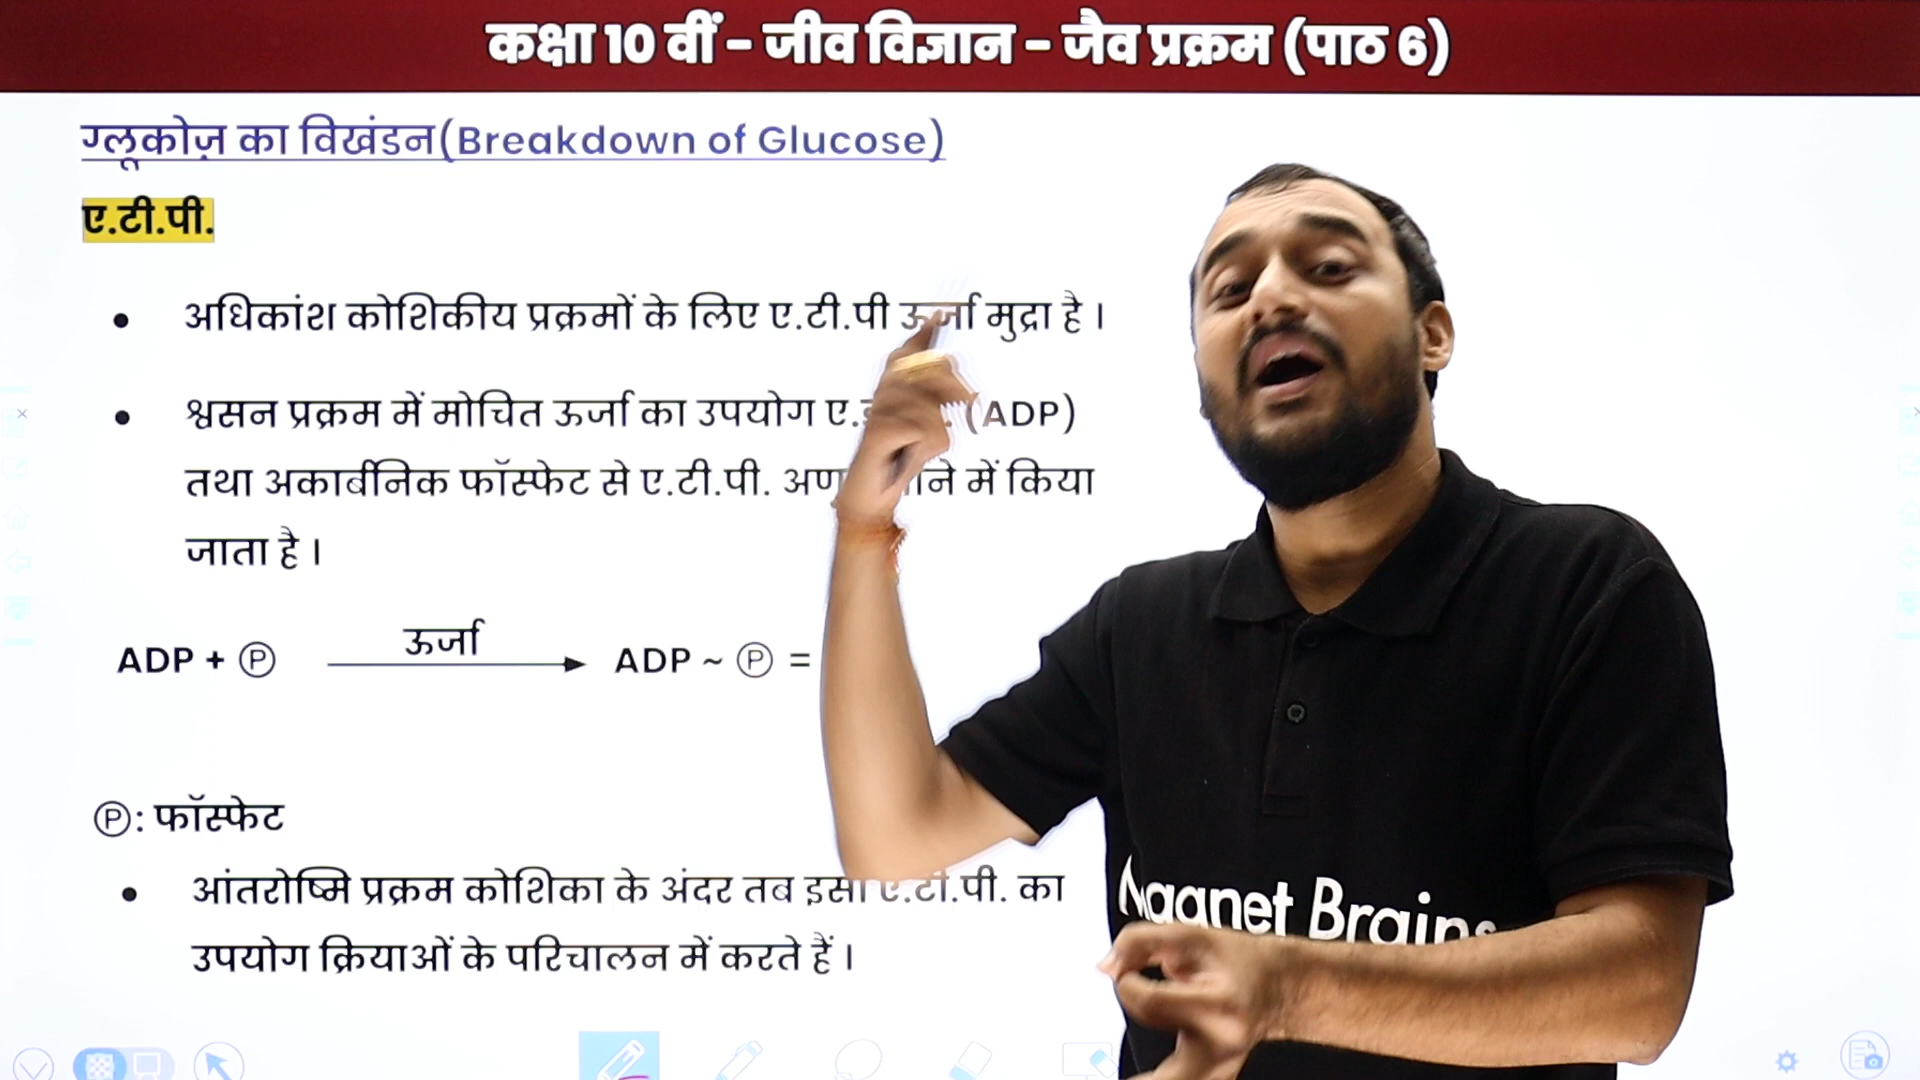 कक्षा 10 वीं - जीव विज्ञान - जैव प्रक्रम (पाठ 6)
ग्लूकोज़ का विखंडन(Breakdown of Glucose)
ए.टी.पी.
• अधिकांश कोशिकीय प्रक्रमों के लिए ए.टी.पी ऊर्जा मुद्रा है ।
• श्वसन प्रक्रम में मोचित ऊर्जा का उपयोग (ADP)
तथा अकार्बनिक फॉस्फेट से ए.टी.पी. में किया
जाता है ।
ऊर्जा
ADP + Ⓟ ADP ~ Ⓟ =
Ⓟ: फॉस्फेट
• आंतरोष्मि प्रक्रम कोशिका के अंदर तब इसी ए.टी.पी. का
उपयोग क्रियाओं के परिचालन में करते हैं ।
Magnet Brains